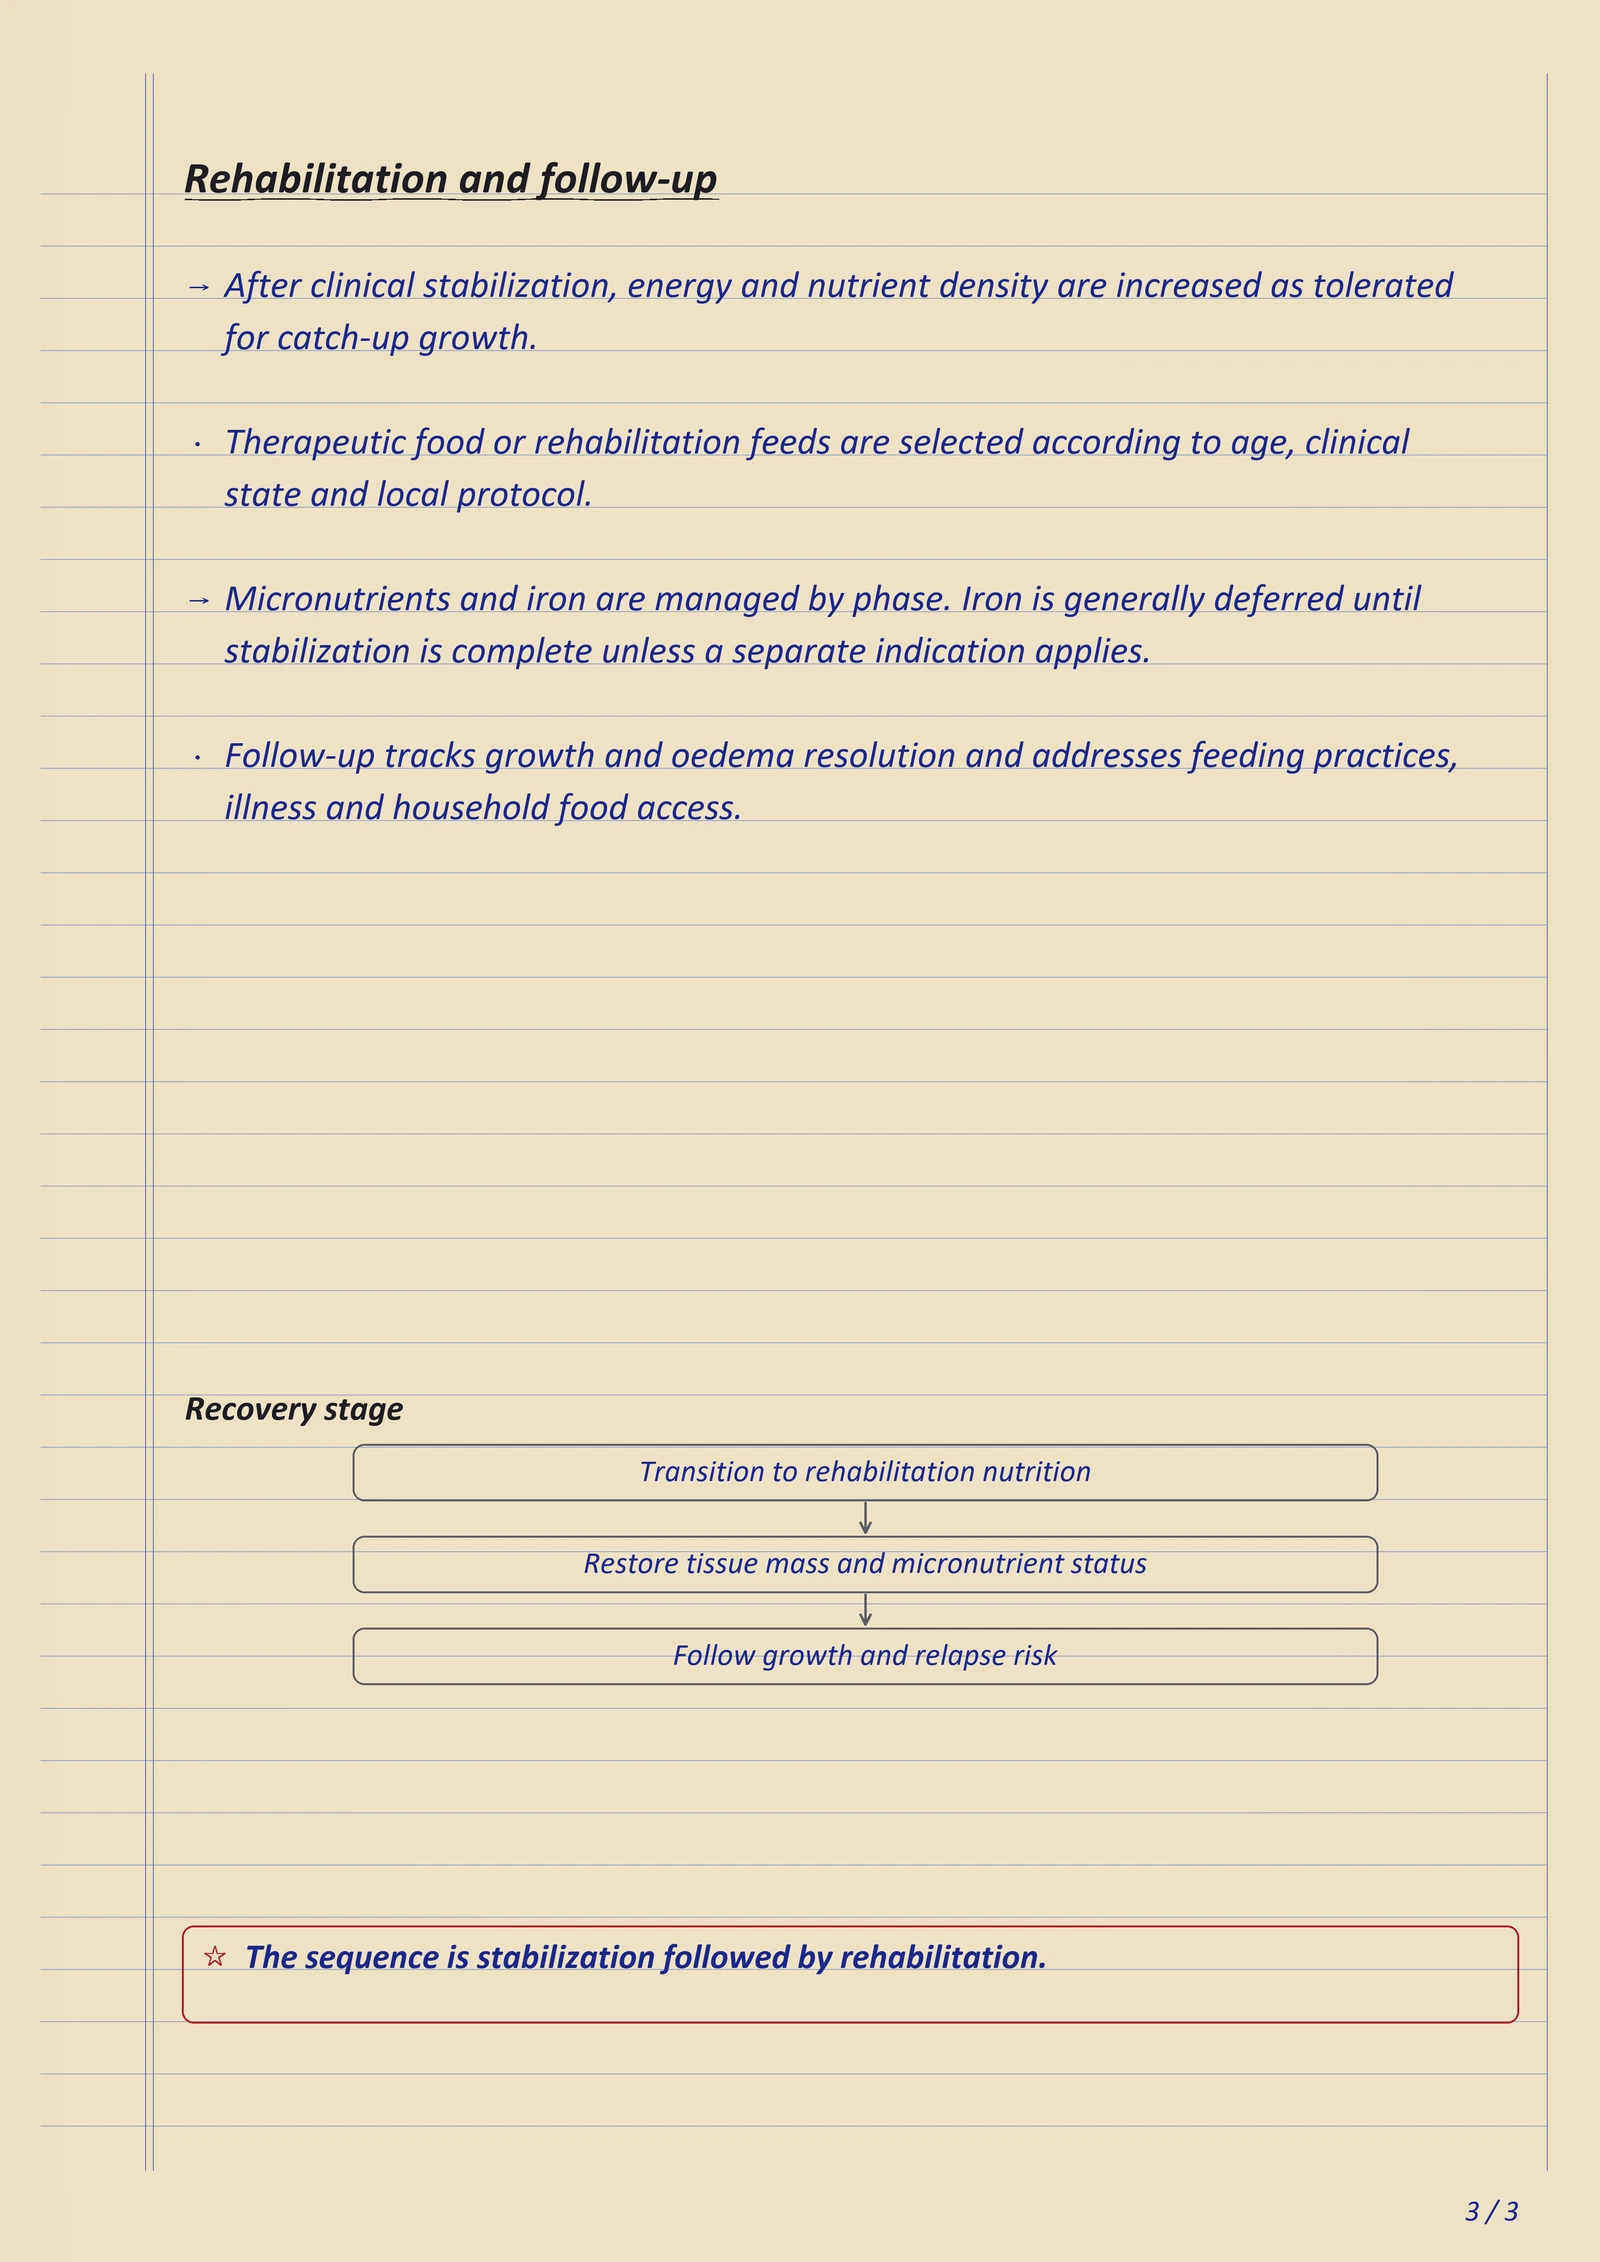 Rehabilitation and follow-up
→ After clinical stabilization, energy and nutrient density are increased as tolerated
for catch-up growth.
· Therapeutic food or rehabilitation feeds are selected according to age, clinical
state and local protocol.
→ Micronutrients and iron are managed by phase. Iron is generally deferred until
stabilization is complete unless a separate indication applies.
· Follow-up tracks growth and oedema resolution and addresses feeding practices,
illness and household food access.
Recovery stage
Transition to rehabilitation nutrition
Restore tissue mass and micronutrient status
Follow growth and relapse risk
☆ The sequence is stabilization followed by rehabilitation.
3 / 3